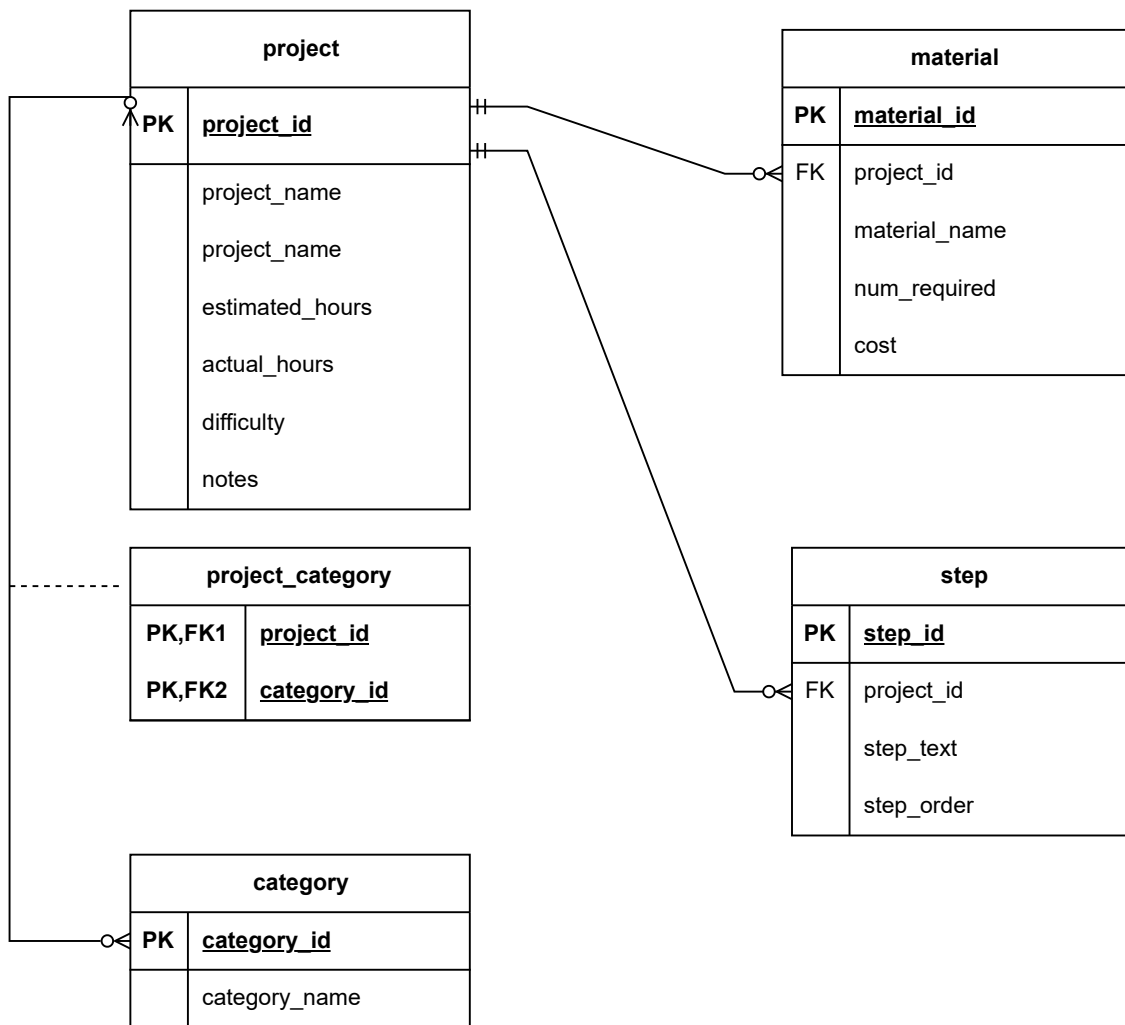 project
PK project_id
project_name
project_name
estimated_hours
actual_hours
difficulty
notes
material
PK material_id
FK project_id
material_name
num_required
cost
project_category
PK,FK1 project_id
PK,FK2 category_id
step
PK step_id
FK project_id
step_text
step_order
category
PK category_id
category_name